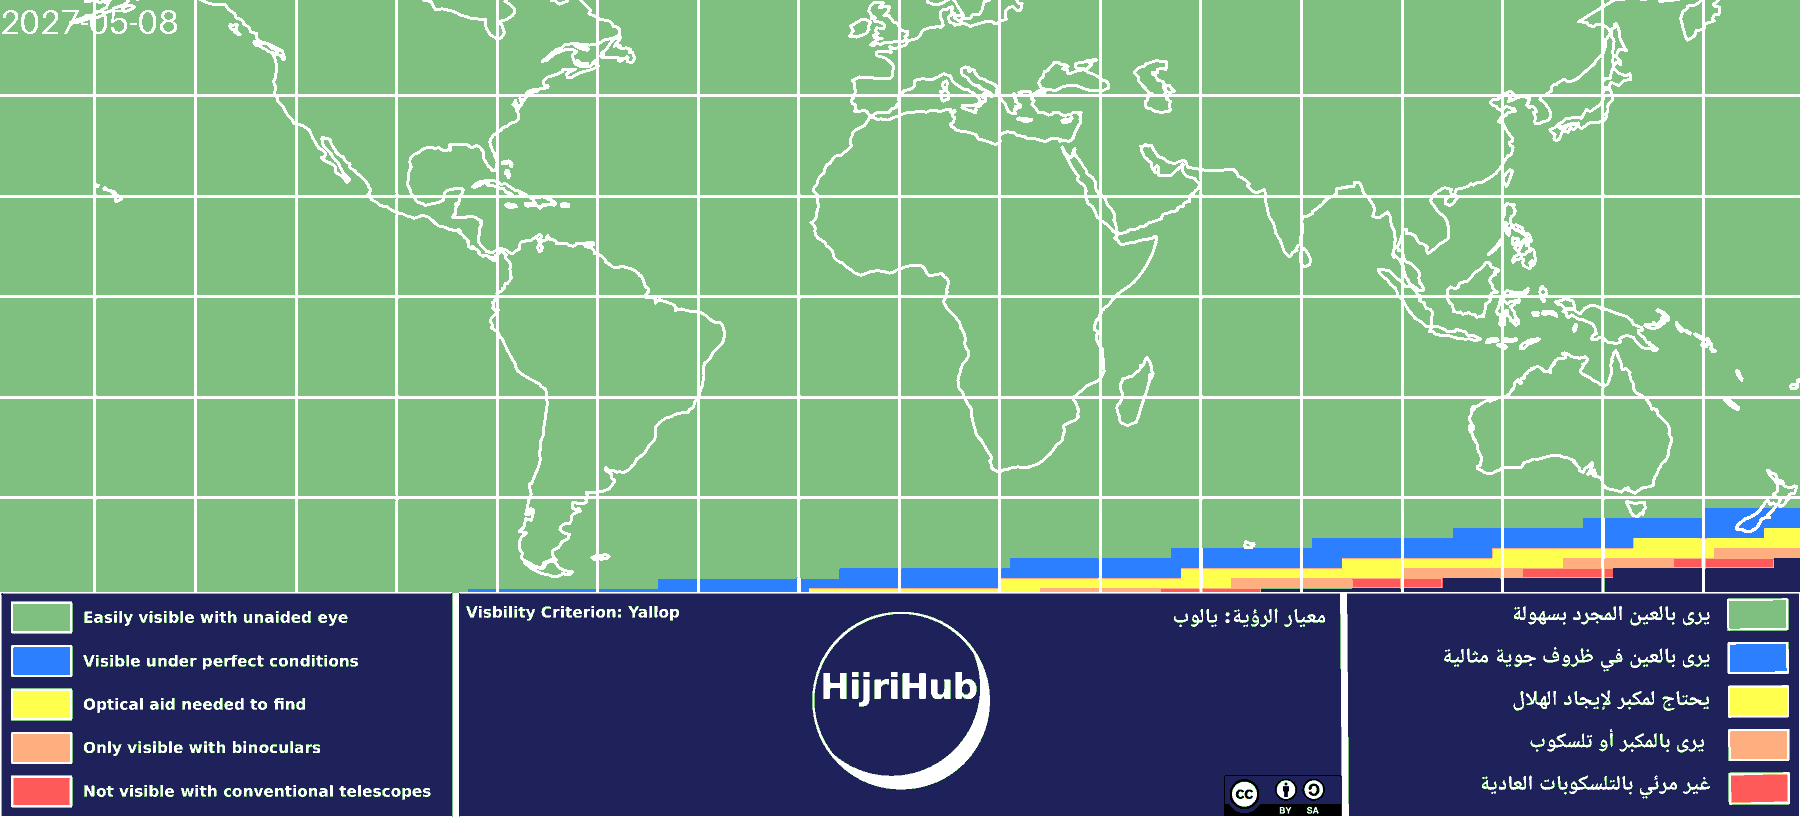 2027-05-08
Easily visible with unaided eye
Visible under perfect conditions
Optical aid needed to find
Only visible with binoculars
Not visible with conventional telescopes
Visbility Criterion: Yallop
معيار الرؤية: يالوب
HijriHub
cc
BY SA
يرى بالعين المجرد بسهولة
يرى بالعين في ظروف جوية مثالية
يحتاج لمكبر لإيجاد الهلال
يرى بالمكبر أو تلسكوب
غير مرئي بالتلسكوبات العادية